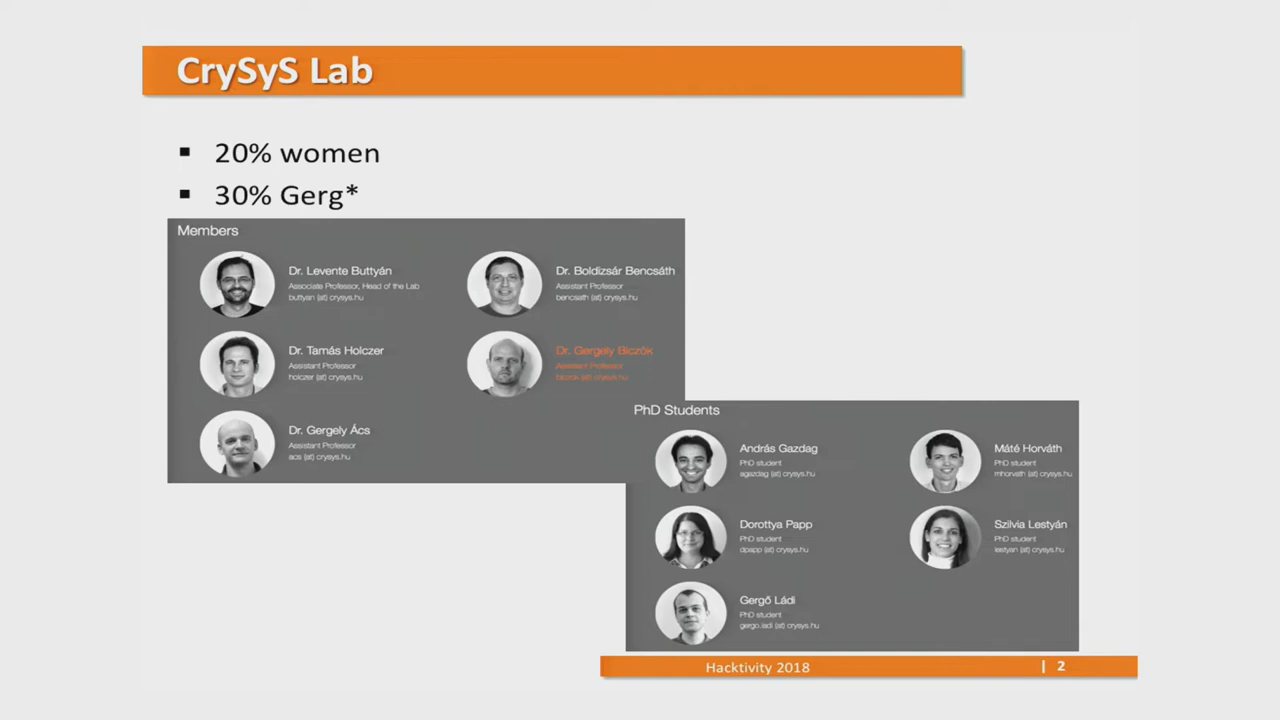 CrySyS Lab
20% women
30% Gerg*
Members
Dr. Levente Buttyán
Associate Professor, Head of the Lab
buttyan (at) crysys.hu
Dr. Boldizsár Bencsáth
Assistant Professor
bencsath (at) crysys.hu
Dr. Tamás Holczer
Assistant Professor
holczer (at) crysys.hu
Dr. Gergely Biczók
Assistant Professor
biczok (at) crysys.hu
Dr. Gergely Ács
Assistant Professor
acs (at) crysys.hu
PhD Students
András Gazdag
PhD student
agazdag (at) crysys.hu
Máté Horváth
PhD student
mhorvath (at) crysys.hu
Dorottya Papp
PhD student
dpapp (at) crysys.hu
Szilvia Lestyán
PhD student
lestyan (at) crysys.hu
Gergő Ládi
PhD student
gergo.ladi (at) crysys.hu
Hacktivity 2018
| 2